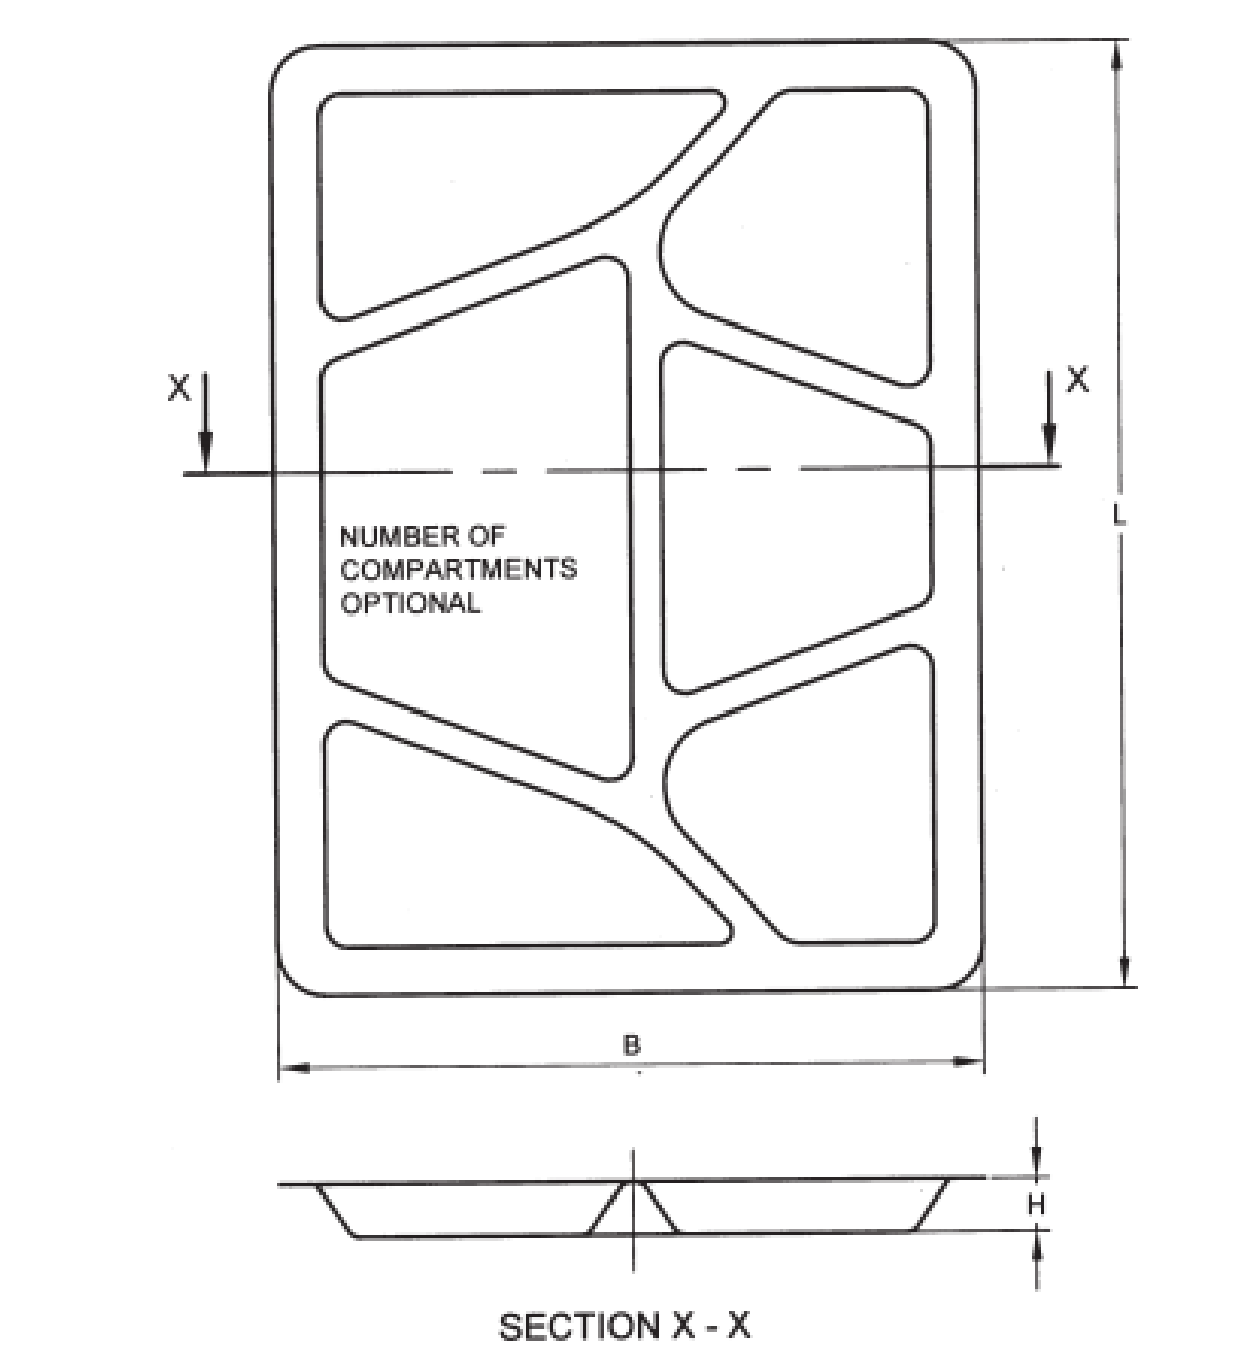 X
X
L
NUMBER OF
COMPARTMENTS
OPTIONAL
B
H
SECTION X - X